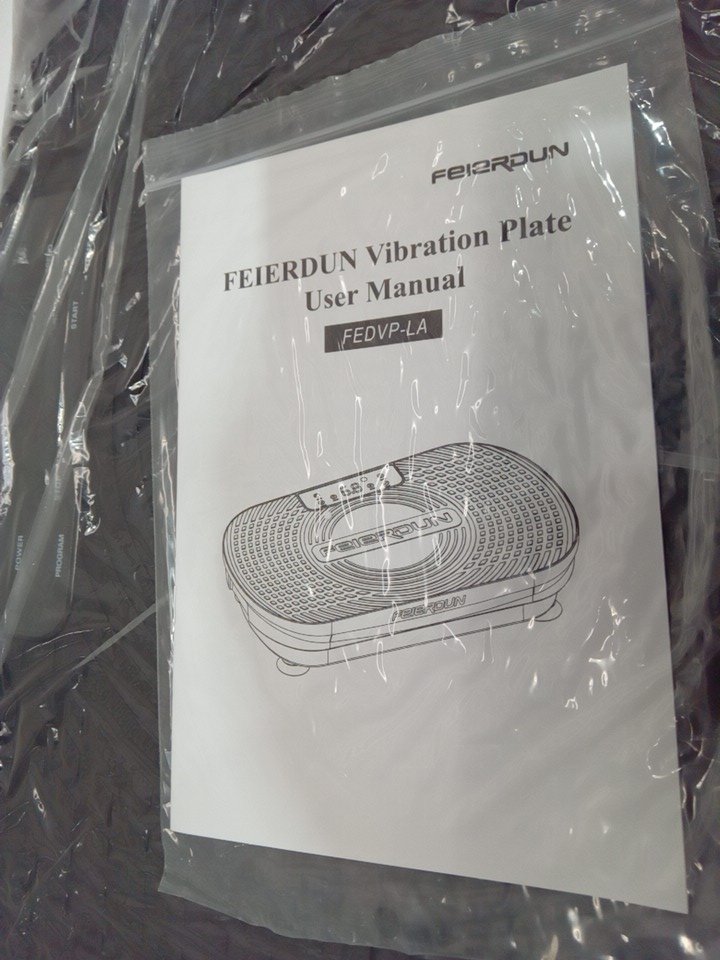 FEIERDUN
FEIERDUN Vibration Plate
User Manual
FEDVP-LA
FEIERDUN
FEIERDUN
START
POWER
PROGRAM